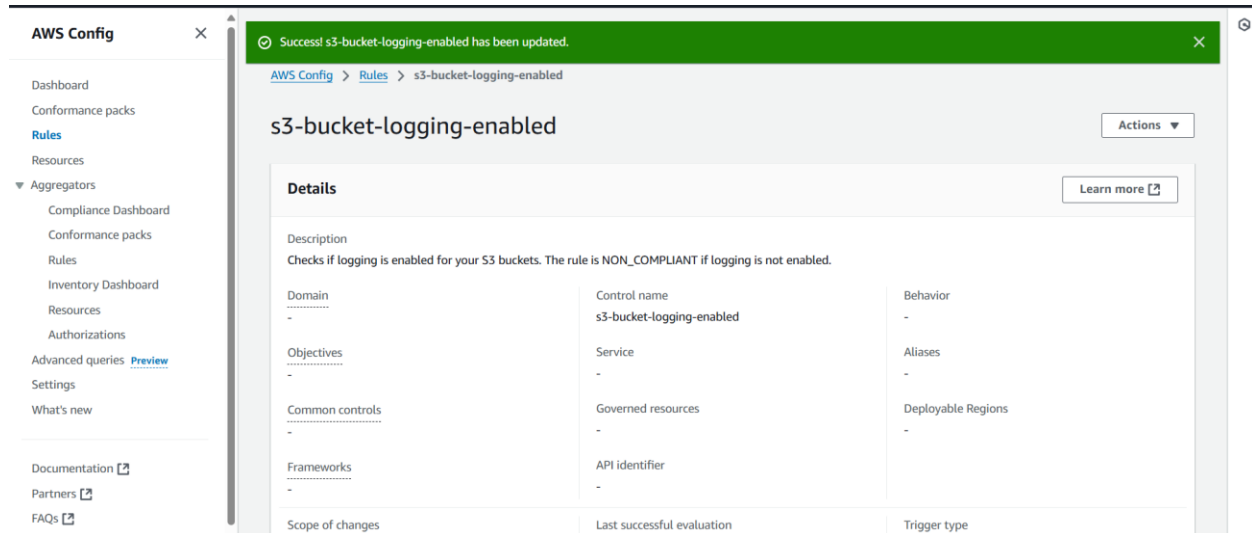 AWS Config
Dashboard
Conformance packs
Rules
Resources
Aggregators
Compliance Dashboard
Conformance packs
Rules
Inventory Dashboard
Resources
Authorizations
Advanced queries Preview
Settings
What's new
Documentation
Partners
FAQs
Success! s3-bucket-logging-enabled has been updated.
AWS Config > Rules > s3-bucket-logging-enabled
s3-bucket-logging-enabled
Actions
Details
Learn more
Description
Checks if logging is enabled for your S3 buckets. The rule is NON_COMPLIANT if logging is not enabled.
Domain
-
Control name
s3-bucket-logging-enabled
Behavior
-
Objectives
-
Service
-
Aliases
-
Common controls
-
Governed resources
-
Deployable Regions
-
Frameworks
-
API identifier
-
Scope of changes
Last successful evaluation
Trigger type